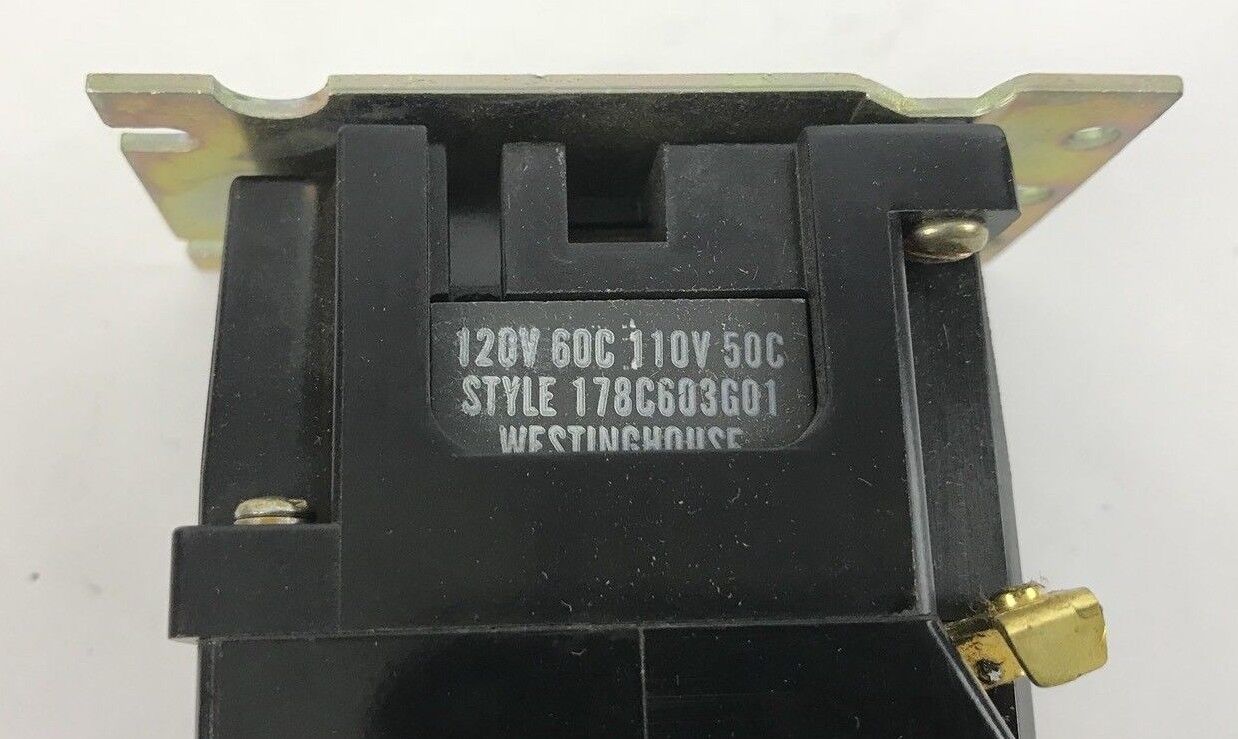 120V 60C 110V 50C
STYLE 178C603G01
WESTINGHOUSE